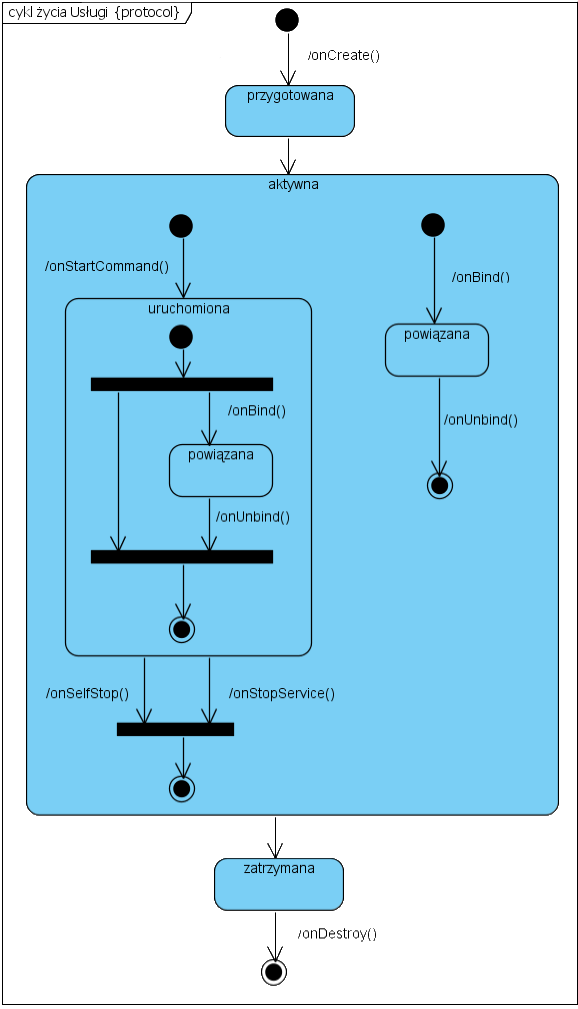 cykl życia Usługi {protocol}
/onCreate()
przygotowana
aktywna
/onStartCommand()
/onBind()
uruchomiona
powiązana
/onBind()
/onUnbind()
powiązana
/onUnbind()
/onSelfStop()
/onStopService()
zatrzymana
/onDestroy()